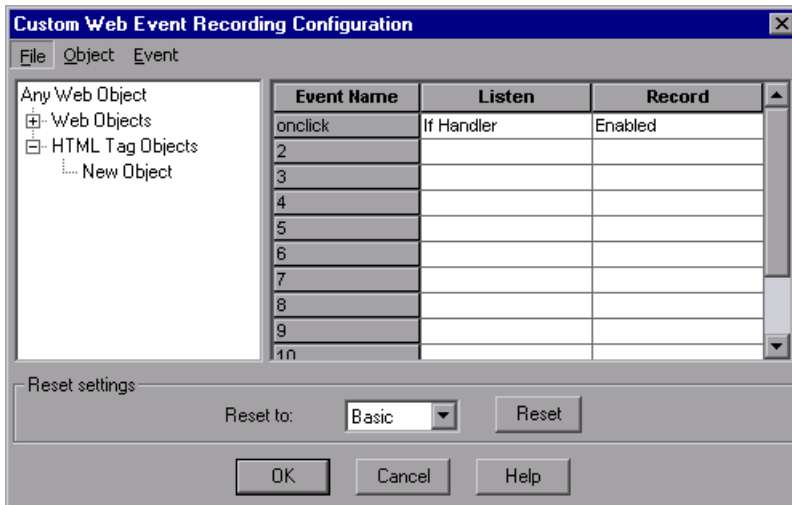 Custom Web Event Recording Configuration
File Object Event
Any Web Object
Web Objects
HTML Tag Objects
New Object
Event Name Listen Record
onclick If Handler Enabled
2
3
4
5
6
7
8
9
10
Reset settings
Reset to: Basic Reset
OK Cancel Help